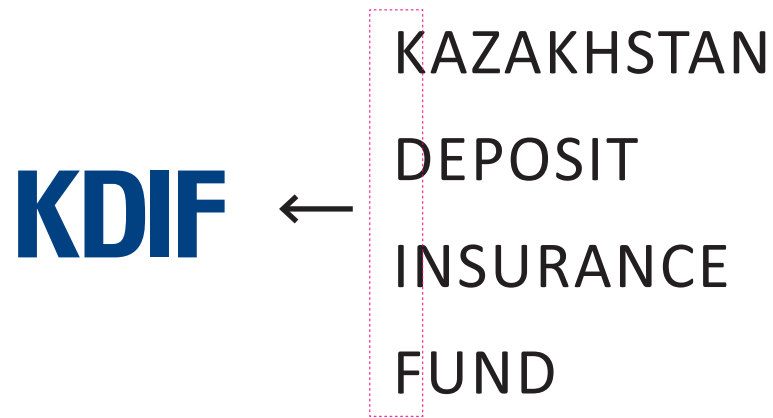 KDIF
KAZAKHSTAN
DEPOSIT
INSURANCE
FUND